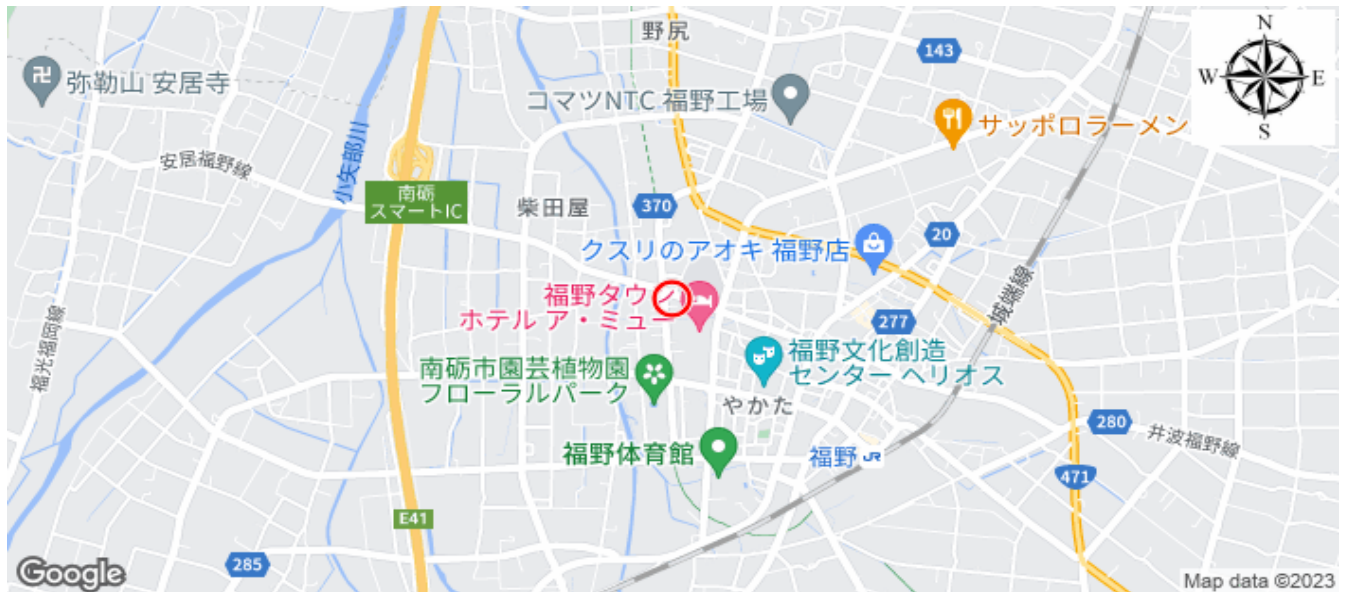 野尻
N
W
E
S
143
卍
弥勒山 安居寺
コマツNTC 福野工場
サッポロラーメン
小矢部川
安居福野線
南砺
スマートIC
柴田屋
370
クスリのアオキ 福野店
20
城端線
福野タウン
ホテル ア・ミュー
277
福野文化創造
センター ヘリオス
南砺市園芸植物園
フローラルパーク
福光福岡線
やかた
280
井波福野線
福野体育館
福野 JR
471
E41
285
Google
Map data ©2023